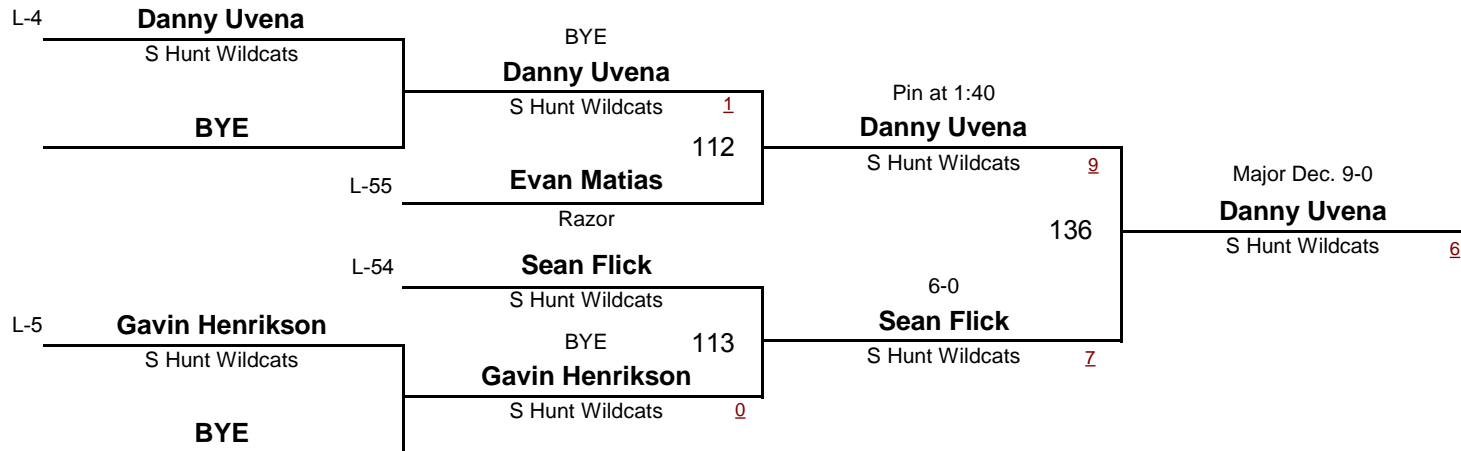 L-4
Danny Uvena
S Hunt Wildcats
BYE
BYE
Danny Uvena
S Hunt Wildcats
1
112
L-55
Evan Matias
Razor
Pin at 1:40
Danny Uvena
S Hunt Wildcats
9
136
Major Dec. 9-0
Danny Uvena
S Hunt Wildcats
6
L-54
Sean Flick
S Hunt Wildcats
113
6-0
Sean Flick
S Hunt Wildcats
7
L-5
Gavin Henrikson
S Hunt Wildcats
BYE
Gavin Henrikson
S Hunt Wildcats
0
BYE